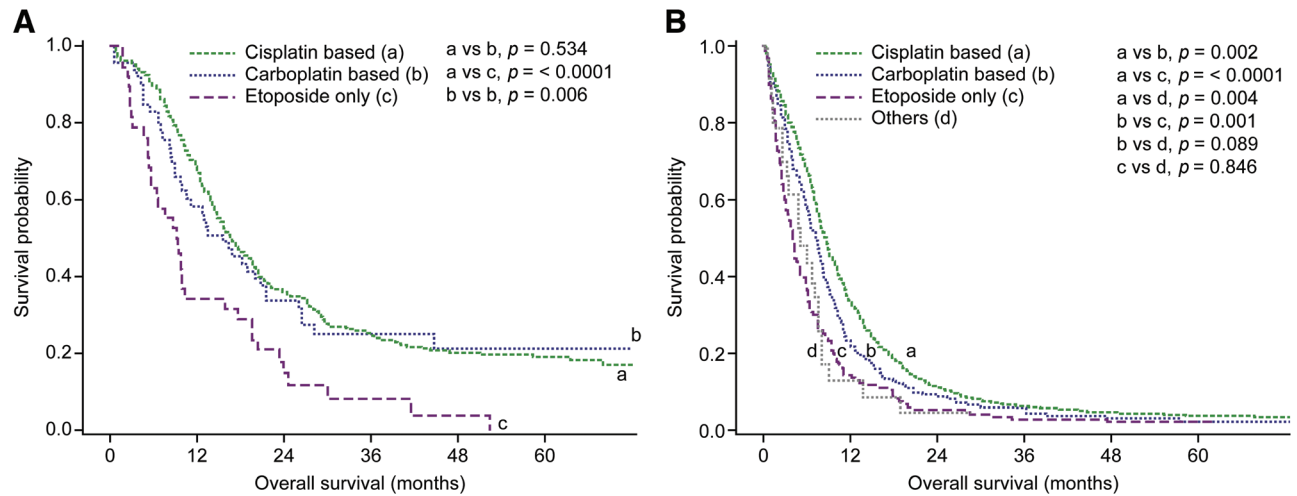 A
Survival probability
1.0
0.8
0.6
0.4
0.2
0.0
Cisplatin based (a)
Carboplatin based (b)
Etoposide only (c)
a vs b, p = 0.534
a vs c, p = < 0.0001
b vs b, p = 0.006
b
a
c
0 12 24 36 48 60
Overall survival (months)
B
Survival probability
1.0
0.8
0.6
0.4
0.2
0.0
Cisplatin based (a)
Carboplatin based (b)
Etoposide only (c)
Others (d)
a vs b, p = 0.002
a vs c, p = < 0.0001
a vs d, p = 0.004
b vs c, p = 0.001
b vs d, p = 0.089
c vs d, p = 0.846
d c b a
0 12 24 36 48 60
Overall survival (months)